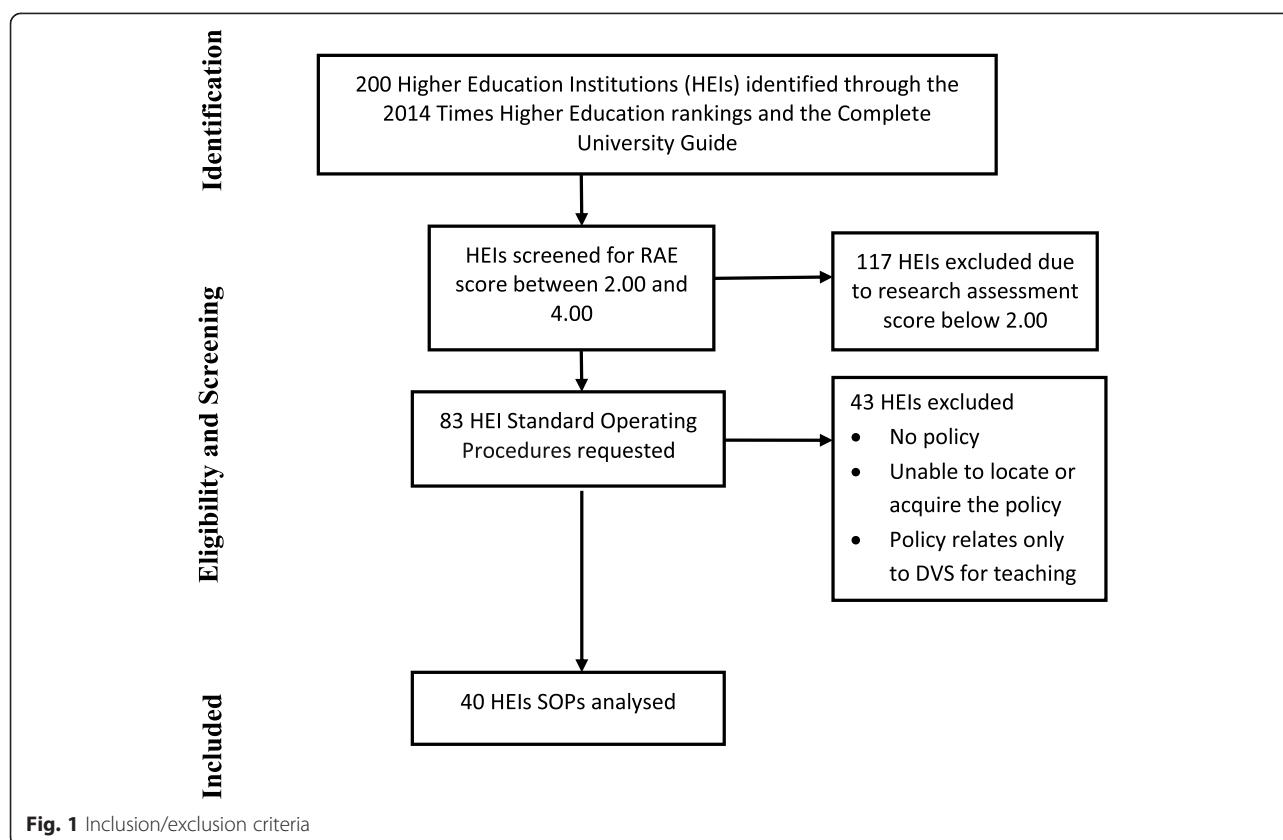 Identification
200 Higher Education Institutions (HEIs) identified through the
2014 Times Higher Education rankings and the Complete
University Guide
Eligibility and Screening
HEIs screened for RAE
score between 2.00 and
4.00
117 HEIs excluded due
to research assessment
score below 2.00
83 HEI Standard Operating
Procedures requested
43 HEIs excluded
• No policy
• Unable to locate or
acquire the policy
• Policy relates only
to DVS for teaching
Included
40 HEIs SOPs analysed
Fig. 1 Inclusion/exclusion criteria